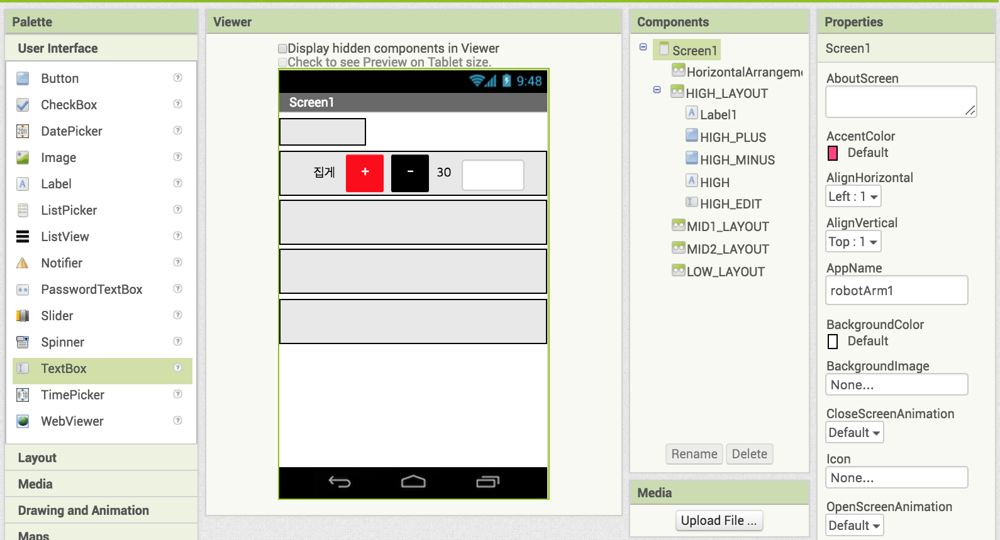 Palette
User Interface
Button
CheckBox
DatePicker
Image
Label
ListPicker
ListView
Notifier
PasswordTextBox
Slider
Spinner
TextBox
TimePicker
WebViewer
Layout
Media
Drawing and Animation
Maps
Viewer
Display hidden components in Viewer
Check to see Preview on Tablet size.
9:48
Screen1
집게
+
-
30
Components
Screen1
HorizontalArrangeme
HIGH_LAYOUT
Label1
HIGH_PLUS
HIGH_MINUS
HIGH
HIGH_EDIT
MID1_LAYOUT
MID2_LAYOUT
LOW_LAYOUT
Rename
Delete
Media
Upload File ...
Properties
Screen1
AboutScreen
AccentColor
Default
AlignHorizontal
Left : 1
AlignVertical
Top : 1
AppName
robotArm1
BackgroundColor
Default
BackgroundImage
None...
CloseScreenAnimation
Default
Icon
None...
OpenScreenAnimation
Default